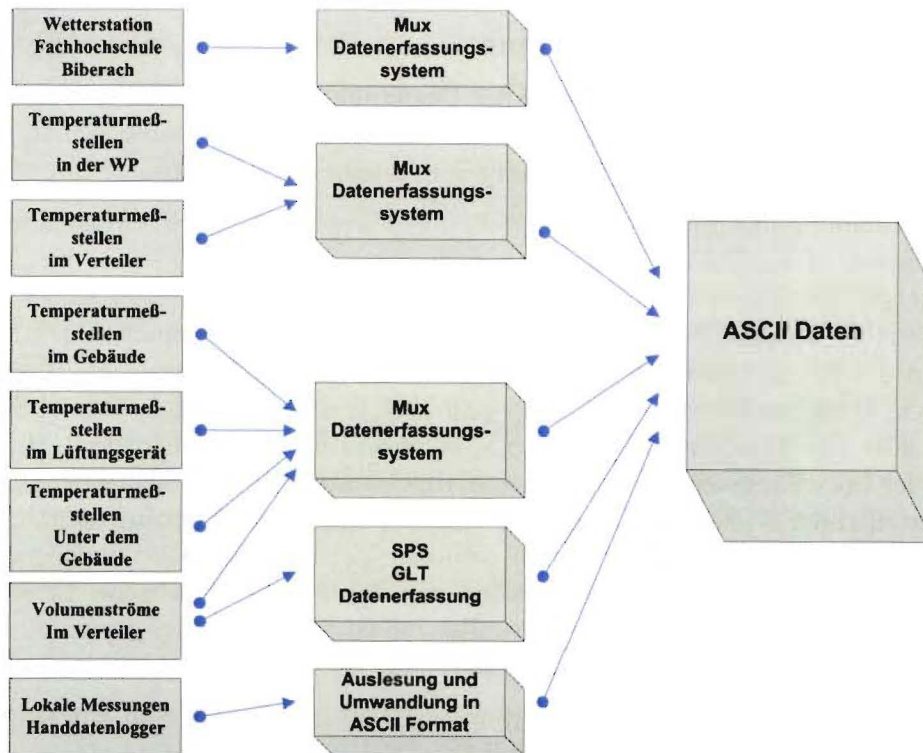 Wetterstation
Fachhochschule
Biberach
Temperaturmeß-
stellen
in der WP
Temperaturmeß-
stellen
im Verteiler
Temperaturmeß-
stellen
im Gebäude
Temperaturmeß-
stellen
im Lüftungsgerät
Temperaturmeß-
stellen
Unter dem
Gebäude
Volumenströme
Im Verteiler
Lokale Messungen
Handdatenlogger
Mux
Datenerfassungs-
system
Mux
Datenerfassungs-
system
Mux
Datenerfassungs-
system
SPS
GLT
Datenerfassung
Auslesung und
Umwandlung in
ASCII Format
ASCII Daten